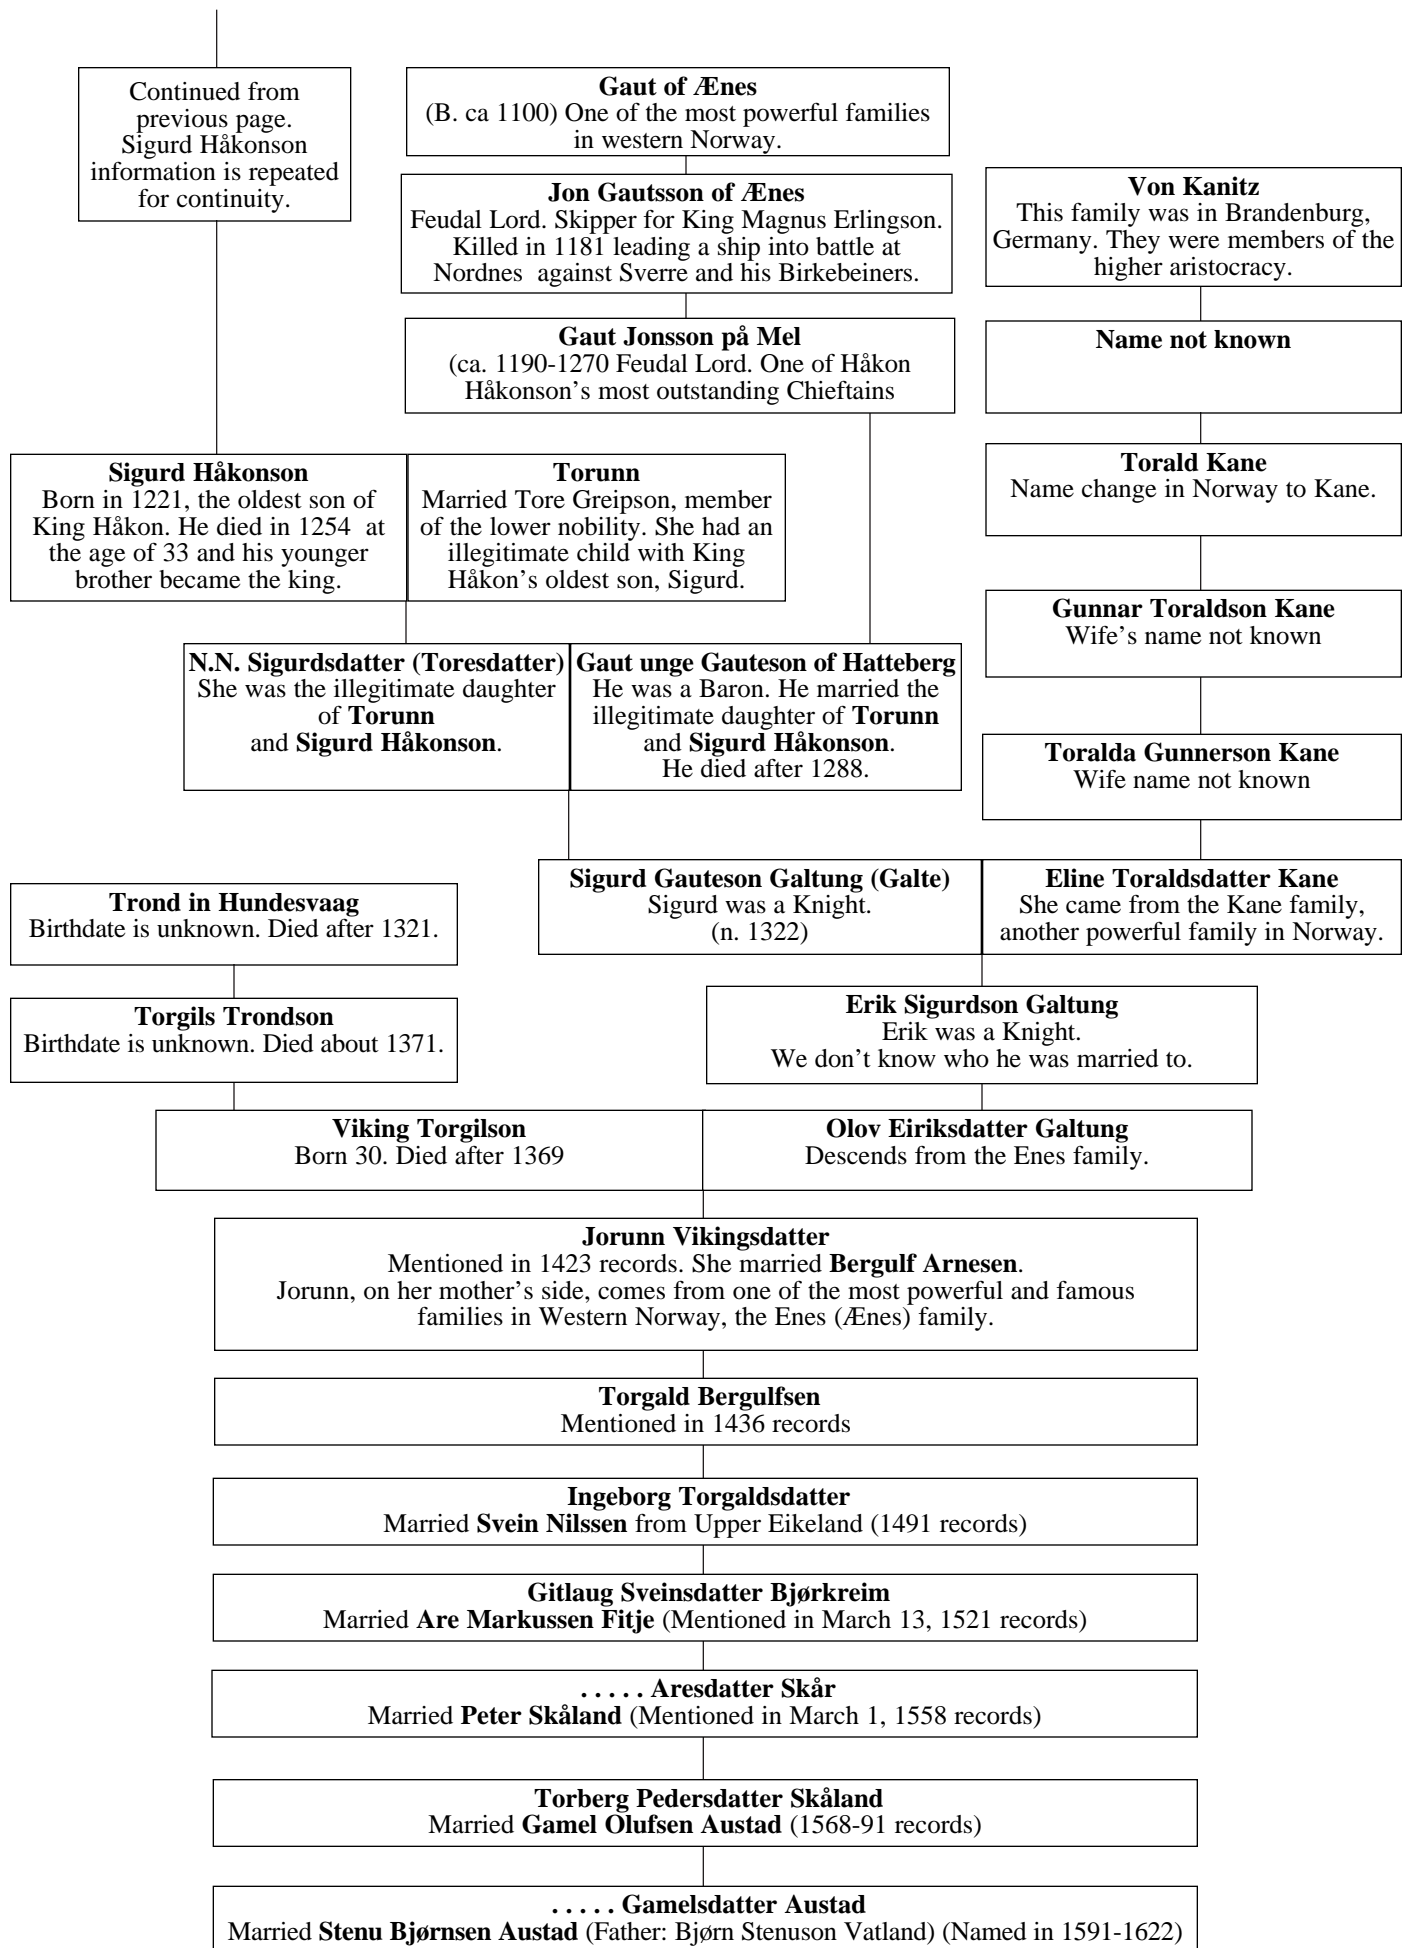 Continued from
previous page.
Sigurd Håkonson
information is repeated
for continuity.
Gaut of Ænes
(B. ca 1100) One of the most powerful families
in western Norway.
Jon Gautsson of Ænes
Feudal Lord. Skipper for King Magnus Erlingson.
Killed in 1181 leading a ship into battle at
Nordnes against Sverre and his Birkebeiners.
Von Kanitz
This family was in Brandenburg,
Germany. They were members of the
higher aristocracy.
Gaut Jonsson på Mel
(ca. 1190-1270 Feudal Lord. One of Håkon
Håkonson’s most outstanding Chieftains
Name not known
Sigurd Håkonson
Born in 1221, the oldest son of
King Håkon. He died in 1254 at
the age of 33 and his younger
brother became the king.
Torunn
Married Tore Greipson, member
of the lower nobility. She had an
illegitimate child with King
Håkon’s oldest son, Sigurd.
Torald Kane
Name change in Norway to Kane.
Gunnar Toraldson Kane
Wife’s name not known
N.N. Sigurdsdatter (Toresdatter)
She was the illegitimate daughter
of Torunn
and Sigurd Håkonson.
Gaut unge Gauteson of Hatteberg
He was a Baron. He married the
illegitimate daughter of Torunn
and Sigurd Håkonson.
He died after 1288.
Toralda Gunnerson Kane
Wife name not known
Sigurd Gauteson Galtung (Galte)
Sigurd was a Knight.
(n. 1322)
Eline Toraldsdatter Kane
She came from the Kane family,
another powerful family in Norway.
Trond in Hundesvaag
Birthdate is unknown. Died after 1321.
Torgils Trondson
Birthdate is unknown. Died about 1371.
Erik Sigurdson Galtung
Erik was a Knight.
We don’t know who he was married to.
Viking Torgilson
Born 30. Died after 1369
Olov Eiriksdatter Galtung
Descends from the Enes family.
Jorunn Vikingsdatter
Mentioned in 1423 records. She married Bergulf Arnesen.
Jorunn, on her mother’s side, comes from one of the most powerful and famous
families in Western Norway, the Enes (Ænes) family.
Torgald Bergulfsen
Mentioned in 1436 records
Ingeborg Torgaldsdatter
Married Svein Nilssen from Upper Eikeland (1491 records)
Gitlaug Sveinsdatter Bjørkreim
Married Are Markussen Fitje (Mentioned in March 13, 1521 records)
. . . . . Aresdatter Skår
Married Peter Skåland (Mentioned in March 1, 1558 records)
Torberg Pedersdatter Skåland
Married Gamel Olufsen Austad (1568-91 records)
. . . . . Gamelsdatter Austad
Married Stenu Bjørnsen Austad (Father: Bjørn Stenuson Vatland) (Named in 1591-1622)